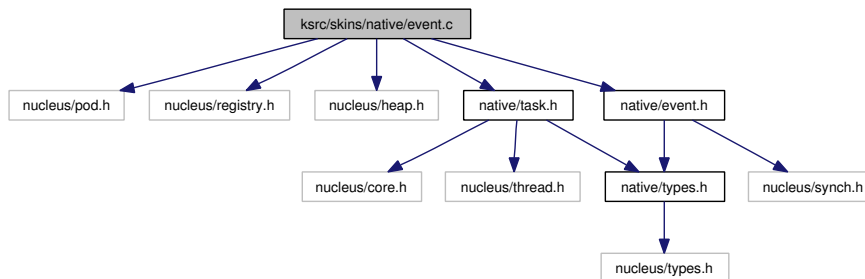 ksrc/skins/native/event.c
nucleus/pod.h
nucleus/registry.h
nucleus/heap.h
native/task.h
native/event.h
nucleus/core.h
nucleus/thread.h
native/types.h
nucleus/synch.h
nucleus/types.h